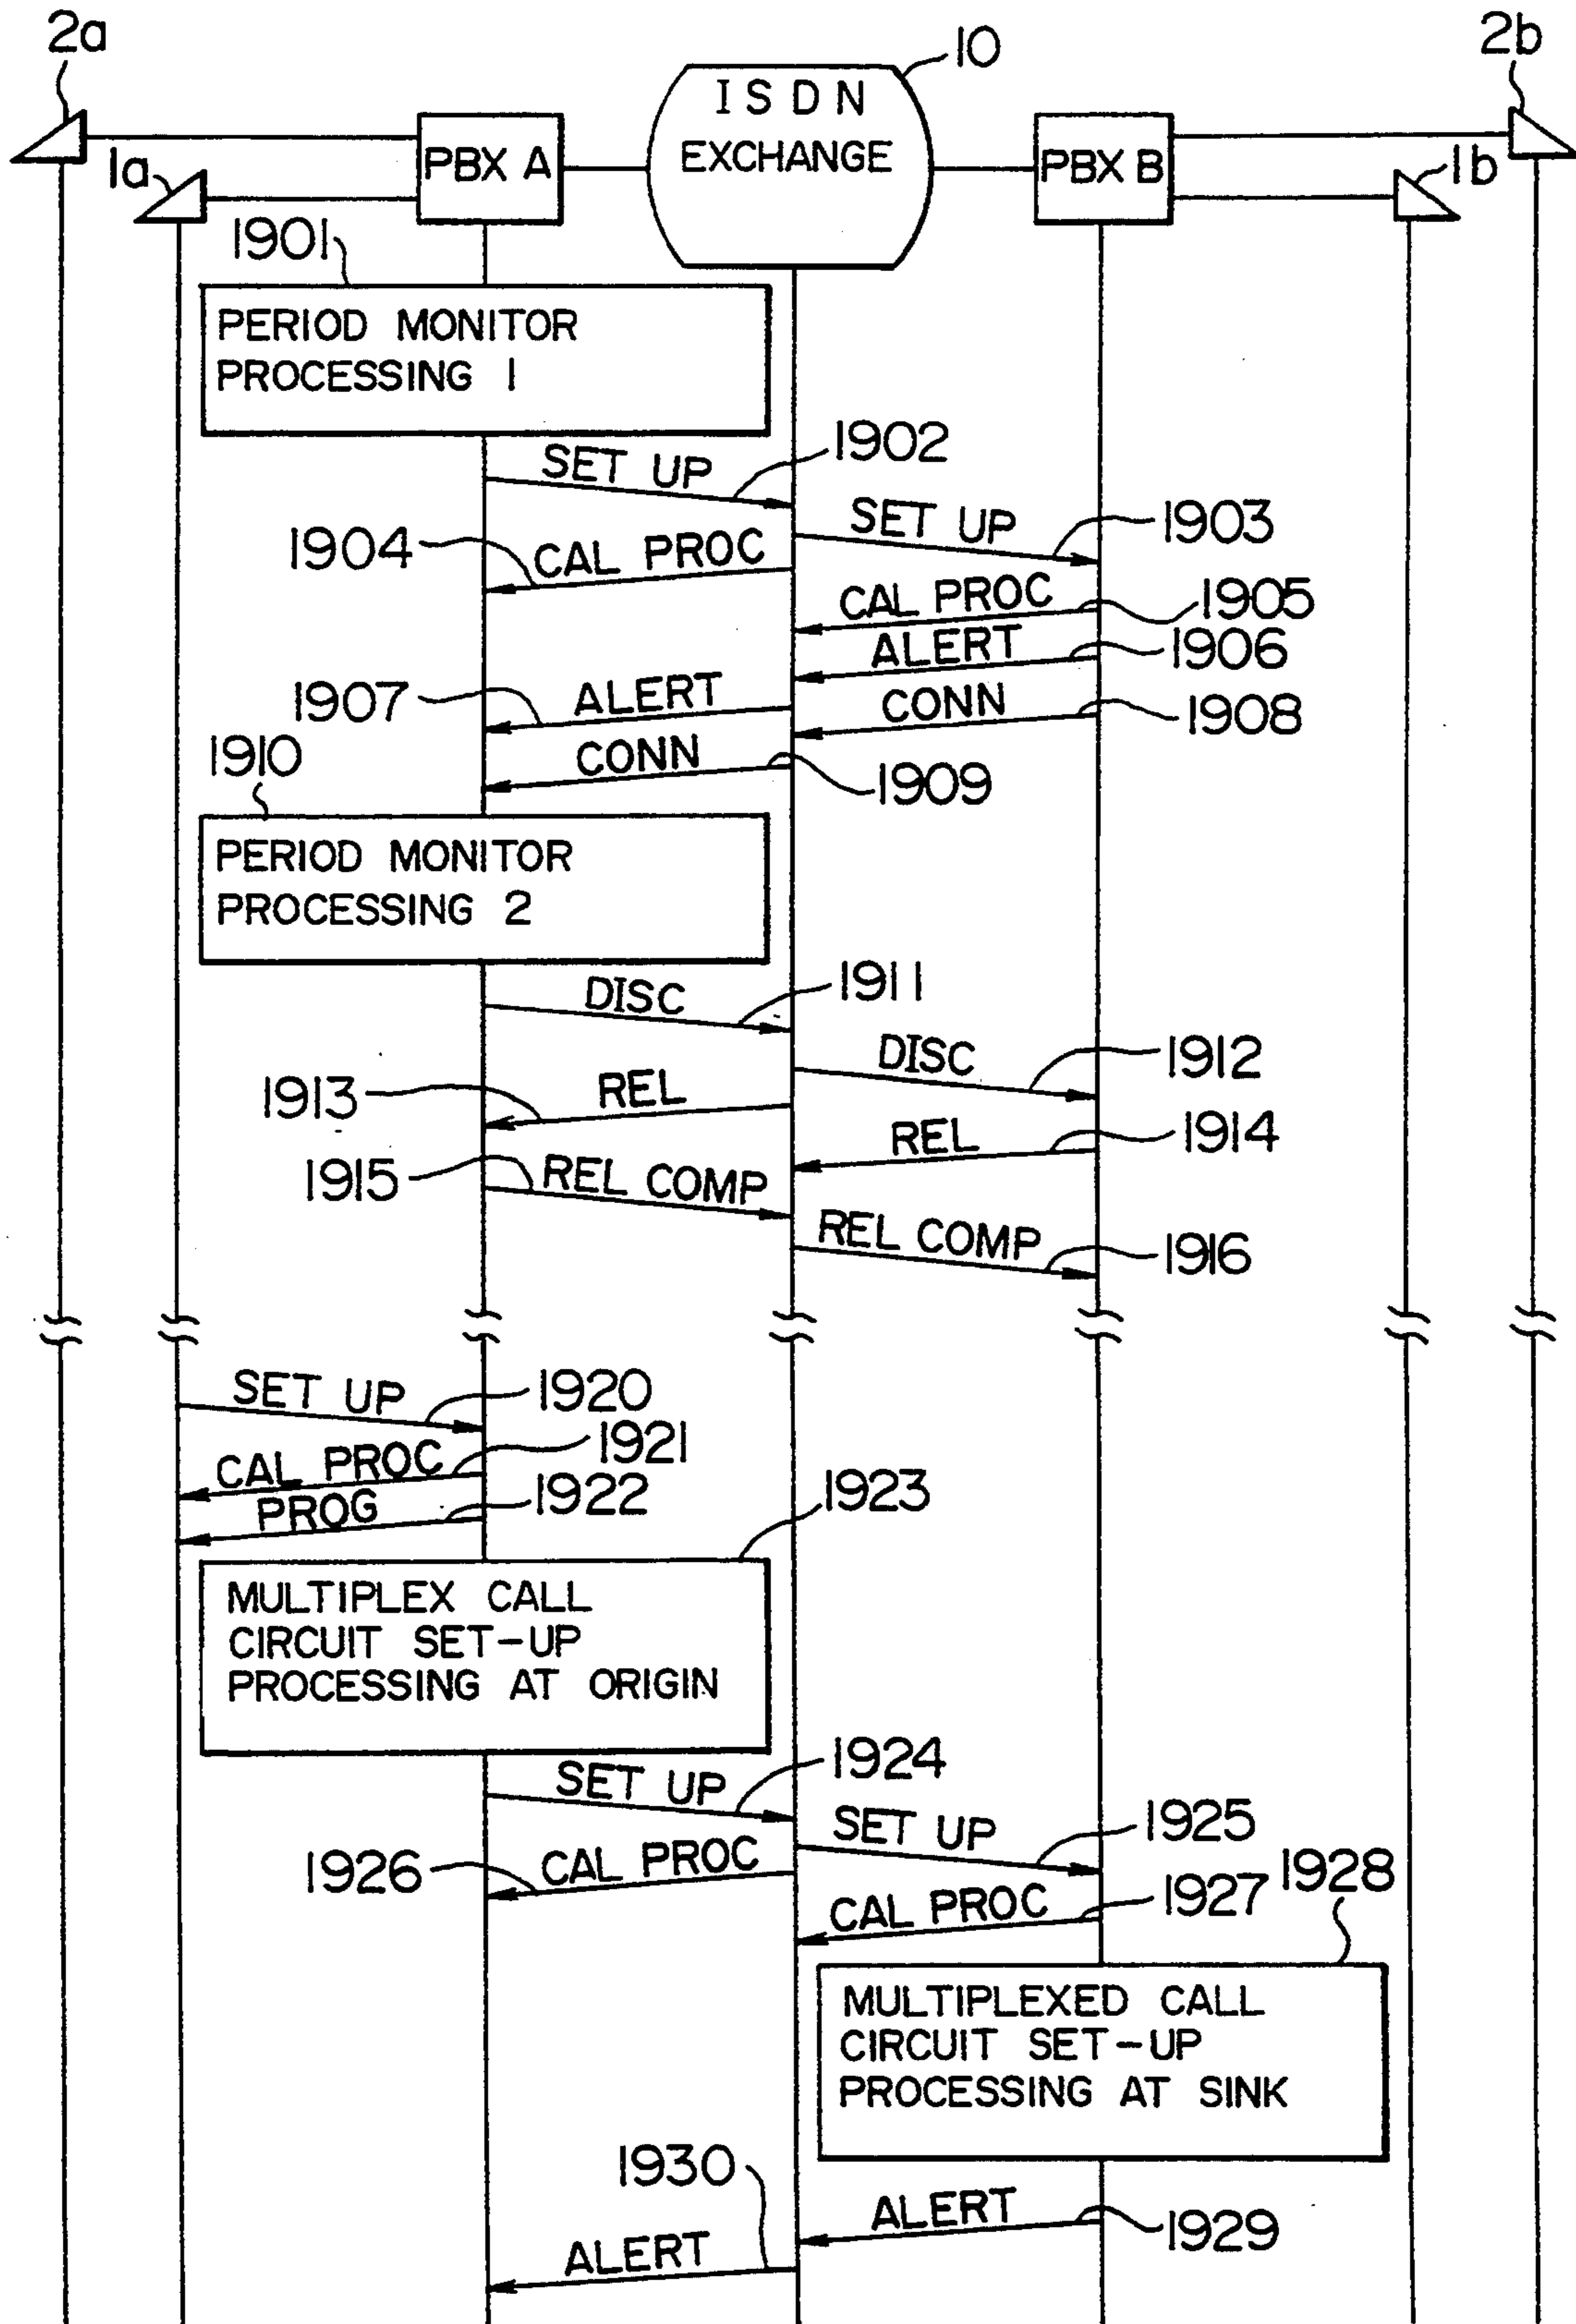 2a
10
2b
I S D N
EXCHANGE
PBX A
PBX B
1a
1b
1901
PERIOD MONITOR
PROCESSING 1
SET UP
1902
SET UP
1903
1904
CAL PROC
CAL PROC
1905
ALERT
1906
1907
ALERT
CONN
1908
1910
CONN
1909
PERIOD MONITOR
PROCESSING 2
DISC
1911
DISC
1912
1913
REL
REL
1914
1915
REL COMP
REL COMP
1916
SET UP
1920
CAL PROC
1921
PROG
1922
1923
MULTIPLEX CALL
CIRCUIT SET-UP
PROCESSING AT ORIGIN
SET UP
1924
SET UP
1925
1926
CAL PROC
CAL PROC
1927
1928
MULTIPLEXED CALL
CIRCUIT SET-UP
PROCESSING AT SINK
1930
ALERT
1929
ALERT